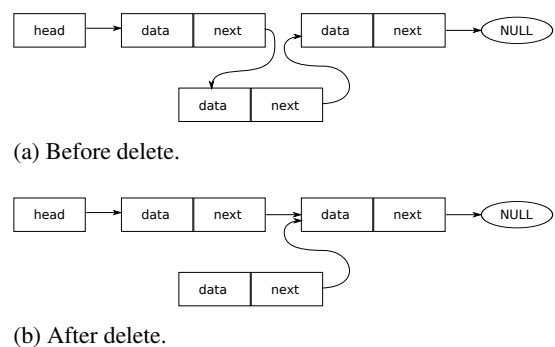 head data next data next NULL
data next
(a) Before delete.
head data next data next NULL
data next
(b) After delete.